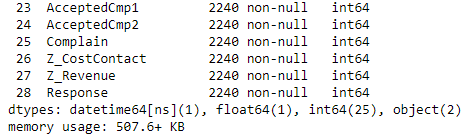 23 AcceptedCmp1 2240 non-null int64
24 AcceptedCmp2 2240 non-null int64
25 Complain 2240 non-null int64
26 Z_CostContact 2240 non-null int64
27 Z_Revenue 2240 non-null int64
28 Response 2240 non-null int64
dtypes: datetime64[ns](1), float64(1), int64(25), object(2)
memory usage: 507.6+ KB